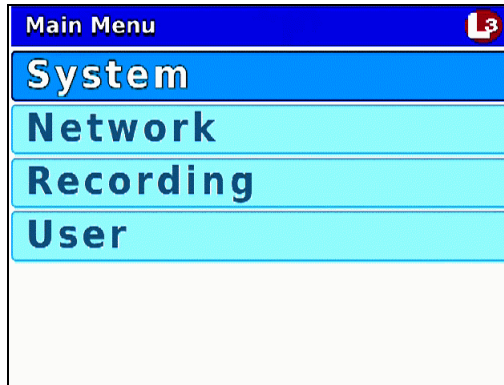 Main Menu
L3
System
Network
Recording
User